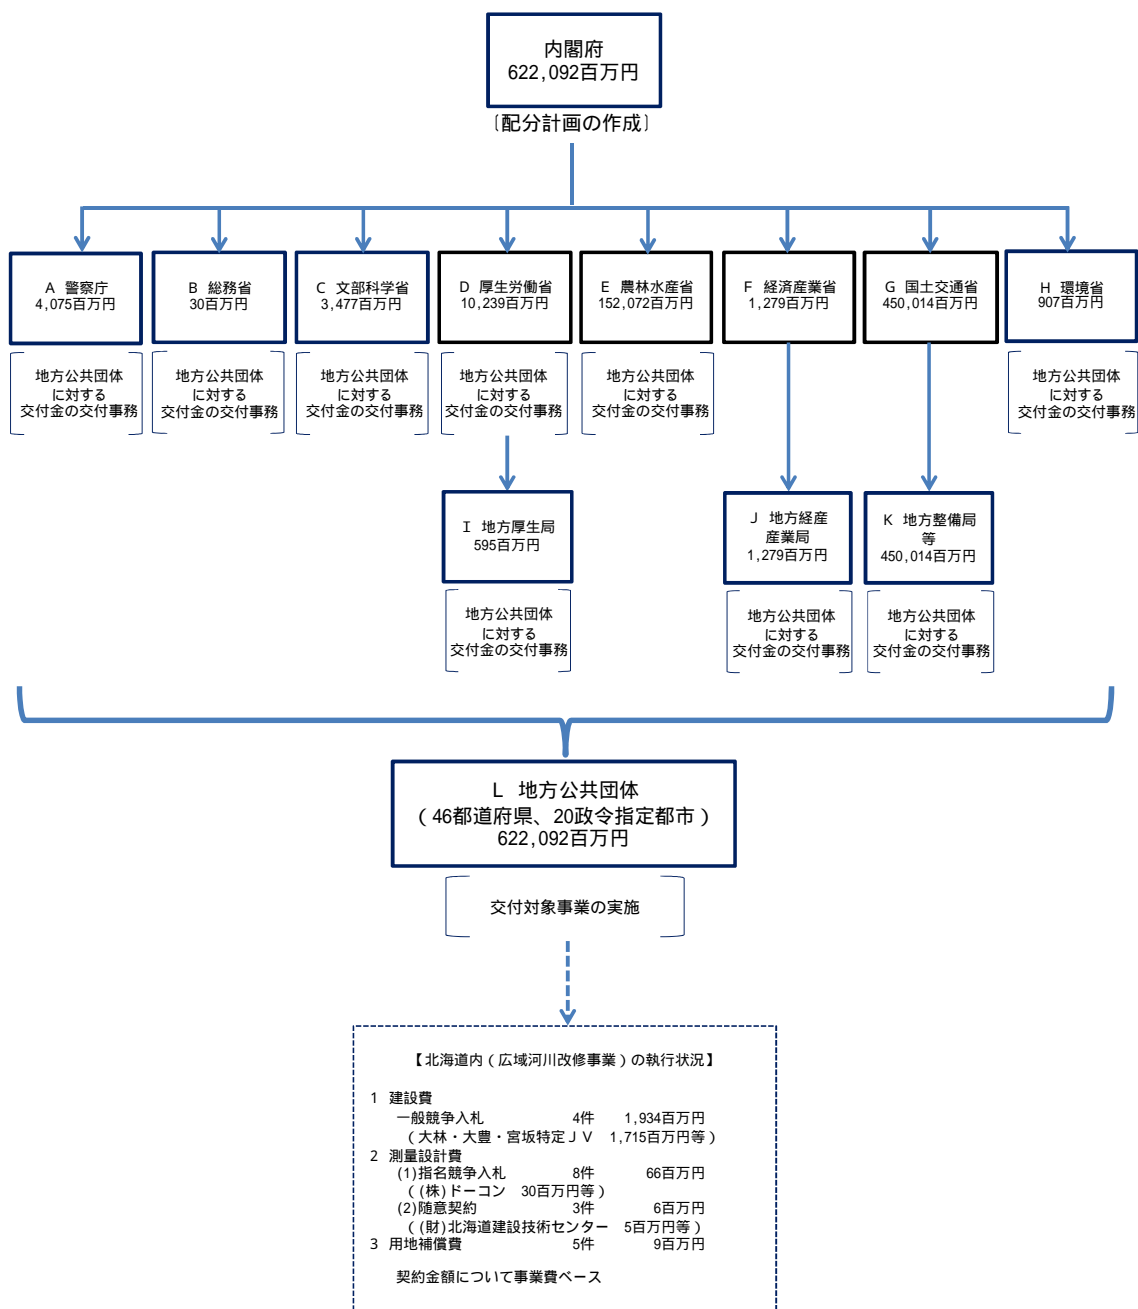 内閣府
622,092百万円
〔配分計画の作成〕
A 警察庁
4,075百万円
B 総務省
30百万円
C 文部科学省
3,477百万円
D 厚生労働省
10,239百万円
E 農林水産省
152,072百万円
F 経済産業省
1,279百万円
G 国土交通省
450,014百万円
H 環境省
907百万円
地方公共団体
に対する
交付金の交付事務
地方公共団体
に対する
交付金の交付事務
地方公共団体
に対する
交付金の交付事務
地方公共団体
に対する
交付金の交付事務
地方公共団体
に対する
交付金の交付事務
地方公共団体
に対する
交付金の交付事務
I 地方厚生局
595百万円
J 地方経産
産業局
1,279百万円
K 地方整備局
等
450,014百万円
地方公共団体
に対する
交付金の交付事務
地方公共団体
に対する
交付金の交付事務
地方公共団体
に対する
交付金の交付事務
L 地方公共団体
(46都道府県、20政令指定都市)
622,092百万円
交付対象事業の実施
【北海道内(広域河川改修事業)の執行状況】
1 建設費
一般競争入札 4件 1,934百万円
(大林・大豊・宮坂特定JV 1,715百万円等)
2 測量設計費
(1)指名競争入札 8件 66百万円
((株)ドーコン 30百万円等)
(2)随意契約 3件 6百万円
((財)北海道建設技術センター 5百万円等)
3 用地補償費 5件 9百万円
契約金額について事業費ベース